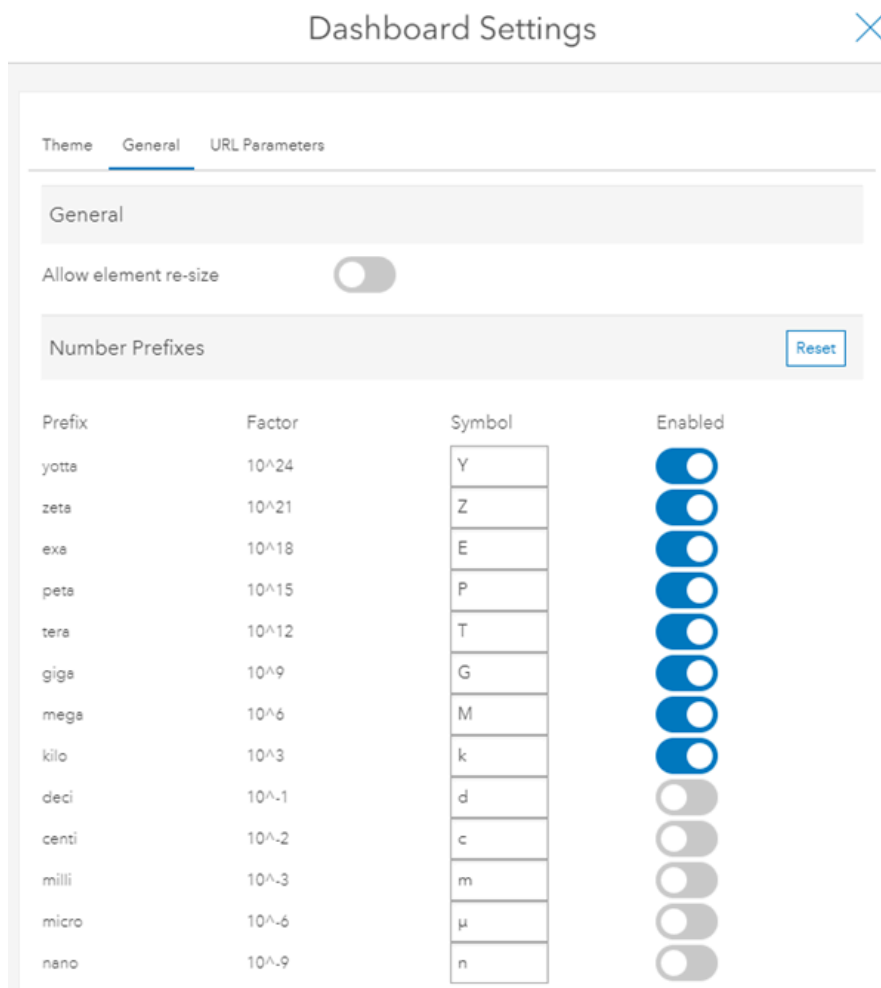 Dashboard Settings
Theme General URL Parameters
General
Allow element re-size
Number Prefixes Reset
Prefix Factor Symbol Enabled
yotta 10^24 Y
zeta 10^21 Z
exa 10^18 E
peta 10^15 P
tera 10^12 T
giga 10^9 G
mega 10^6 M
kilo 10^3 k
deci 10^-1 d
centi 10^-2 c
milli 10^-3 m
micro 10^-6 μ
nano 10^-9 n